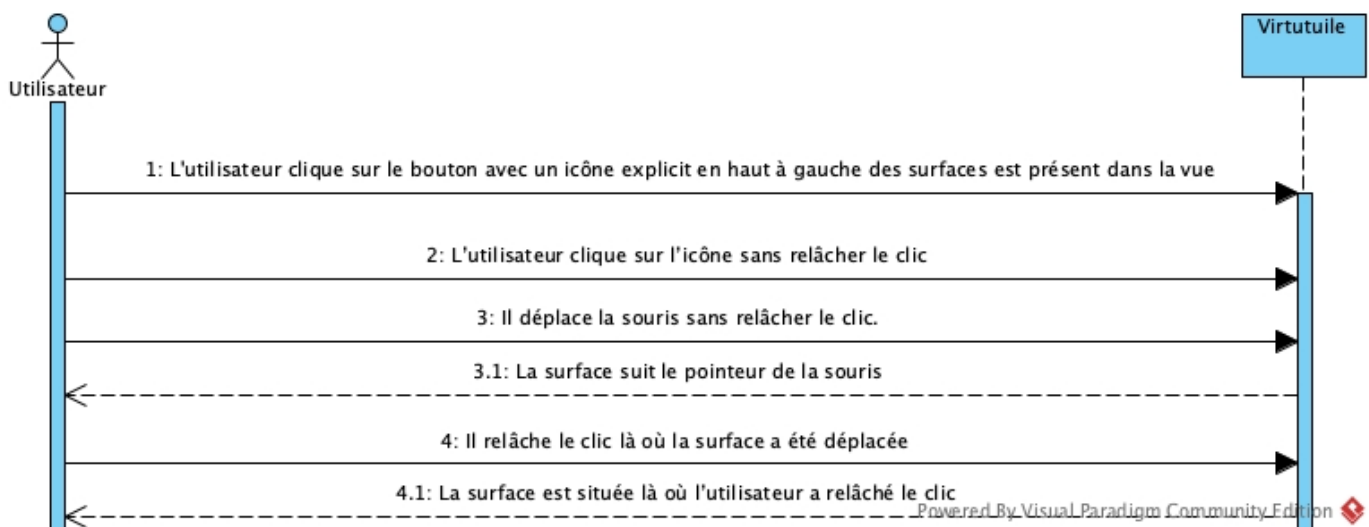 Virtutuile
Utilisateur
1: L'utilisateur clique sur le bouton avec un icône explicit en haut à gauche des surfaces est présent dans la vue
2: L'utilisateur clique sur l'icône sans relâcher le clic
3: Il déplace la souris sans relâcher le clic.
3.1: La surface suit le pointeur de la souris
4: Il relâche le clic là où la surface a été déplacée
4.1: La surface est située là où l'utilisateur a relâché le clic
Powered By Visual Paradigm Community Edition